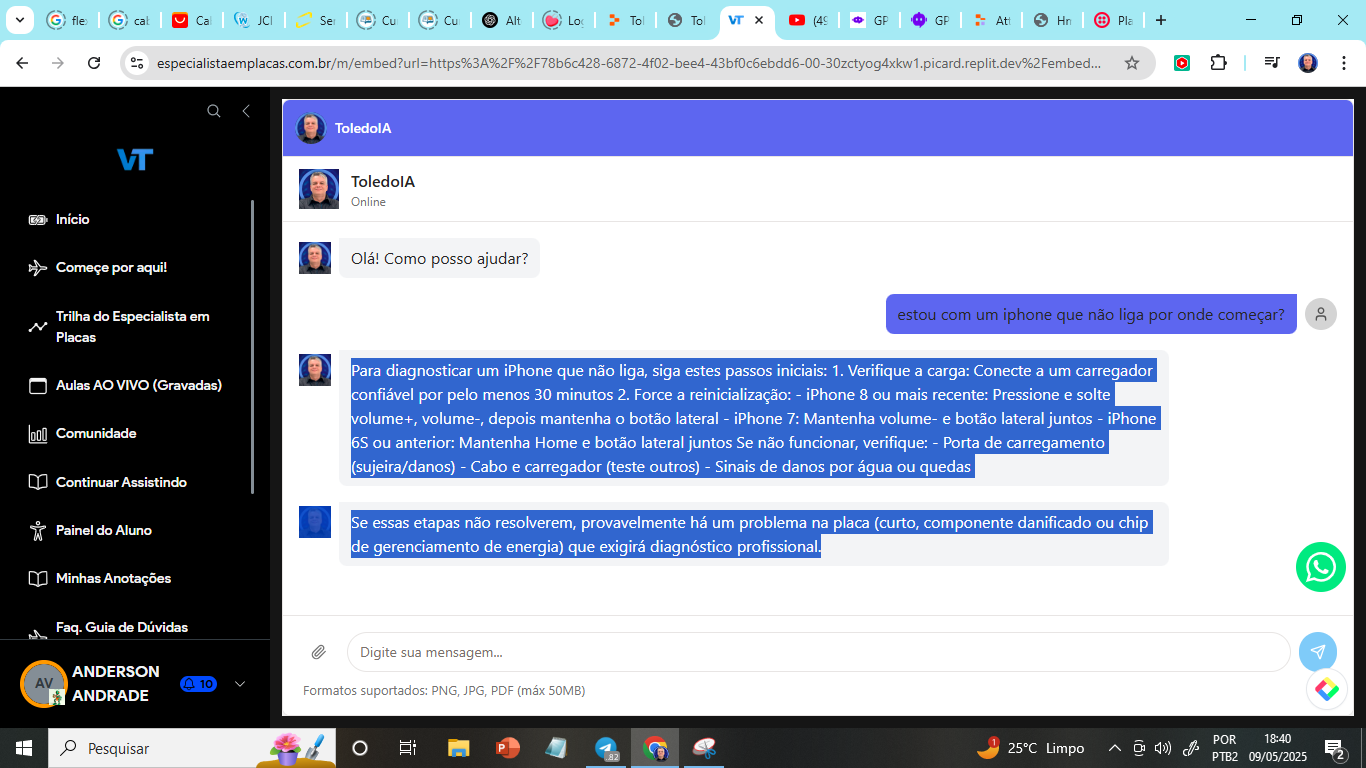 flex
cab
Cal
JCI
Ser
Cu
Cu
Alt
Log
Tol
Tol
VT
(49
GP
GP
Att
Hn
Pla
especialistaemplacas.com.br/m/embed?url=https%3A%2F%2F78b6c428-6872-4f02-bee4-43bf0c6ebdd6-00-30zctyog4xkw1.picard.replit.dev%2Fembed...
VT
Início
Começe por aqui!
Trilha do Especialista em
Placas
Aulas AO VIVO (Gravadas)
Comunidade
Continuar Assistindo
Painel do Aluno
Minhas Anotações
Faq. Guia de Dúvidas
AV
ANDERSON
ANDRADE
10
ToledoIA
ToledoIA
Online
Olá! Como posso ajudar?
estou com um iphone que não liga por onde começar?
Para diagnosticar um iPhone que não liga, siga estes passos iniciais: 1. Verifique a carga: Conecte a um carregador
confiável por pelo menos 30 minutos 2. Force a reinicialização: - iPhone 8 ou mais recente: Pressione e solte
volume+, volume-, depois mantenha o botão lateral - iPhone 7: Mantenha volume- e botão lateral juntos - iPhone
6S ou anterior: Mantenha Home e botão lateral juntos Se não funcionar, verifique: - Porta de carregamento
(sujeira/danos) - Cabo e carregador (teste outros) - Sinais de danos por água ou quedas
Se essas etapas não resolverem, provavelmente há um problema na placa (curto, componente danificado ou chip
de gerenciamento de energia) que exigirá diagnóstico profissional.
Digite sua mensagem...
Formatos suportados: PNG, JPG, PDF (máx 50MB)
Pesquisar
82
1
25°C Limpo
POR
PTB2
18:40
09/05/2025
2